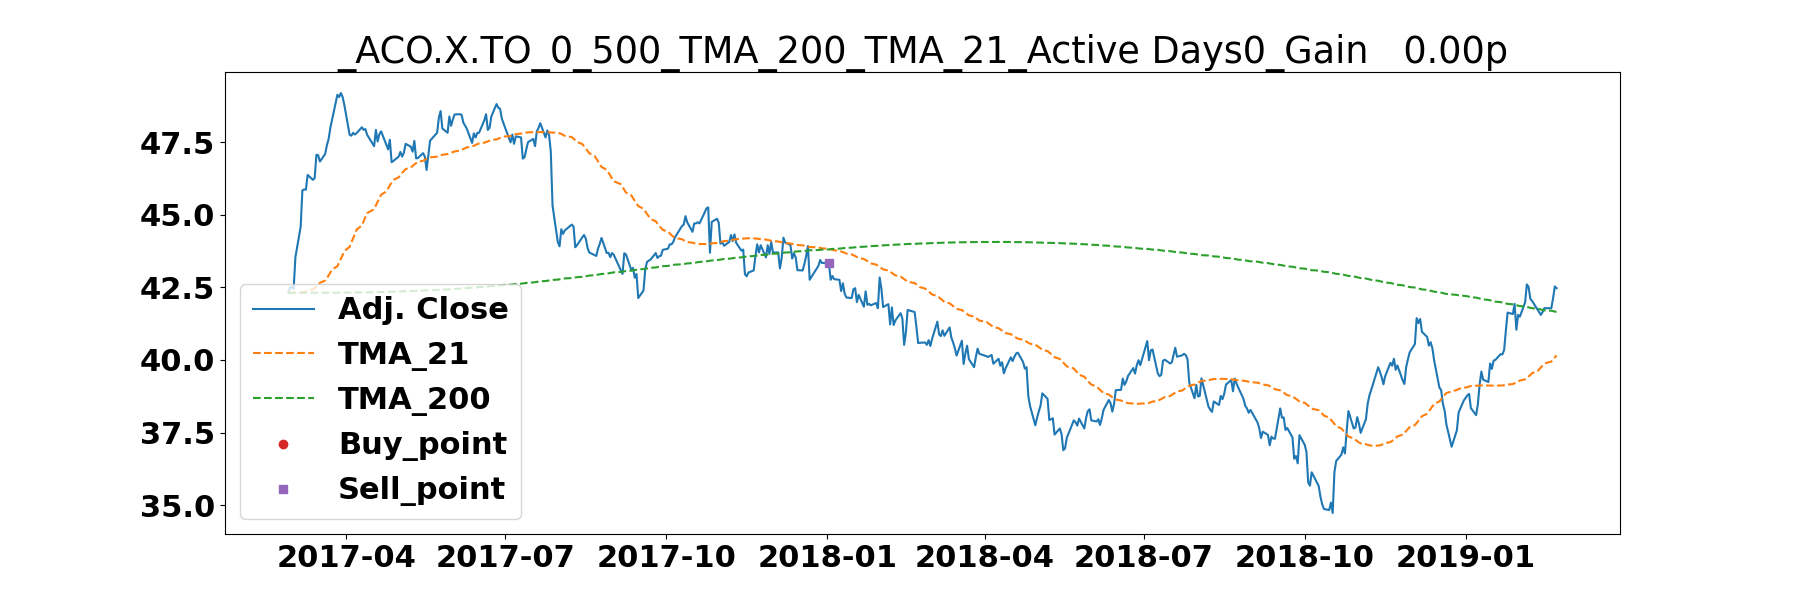 _ACO.X.TO_0_500_TMA_200_TMA_21_Active Days0_Gain   0.00p
47.5
45.0
42.5
40.0
37.5
35.0
Adj. Close
TMA_21
TMA_200
Buy_point
Sell_point
2017-04 2017-07 2017-10 2018-01 2018-04 2018-07 2018-10 2019-01